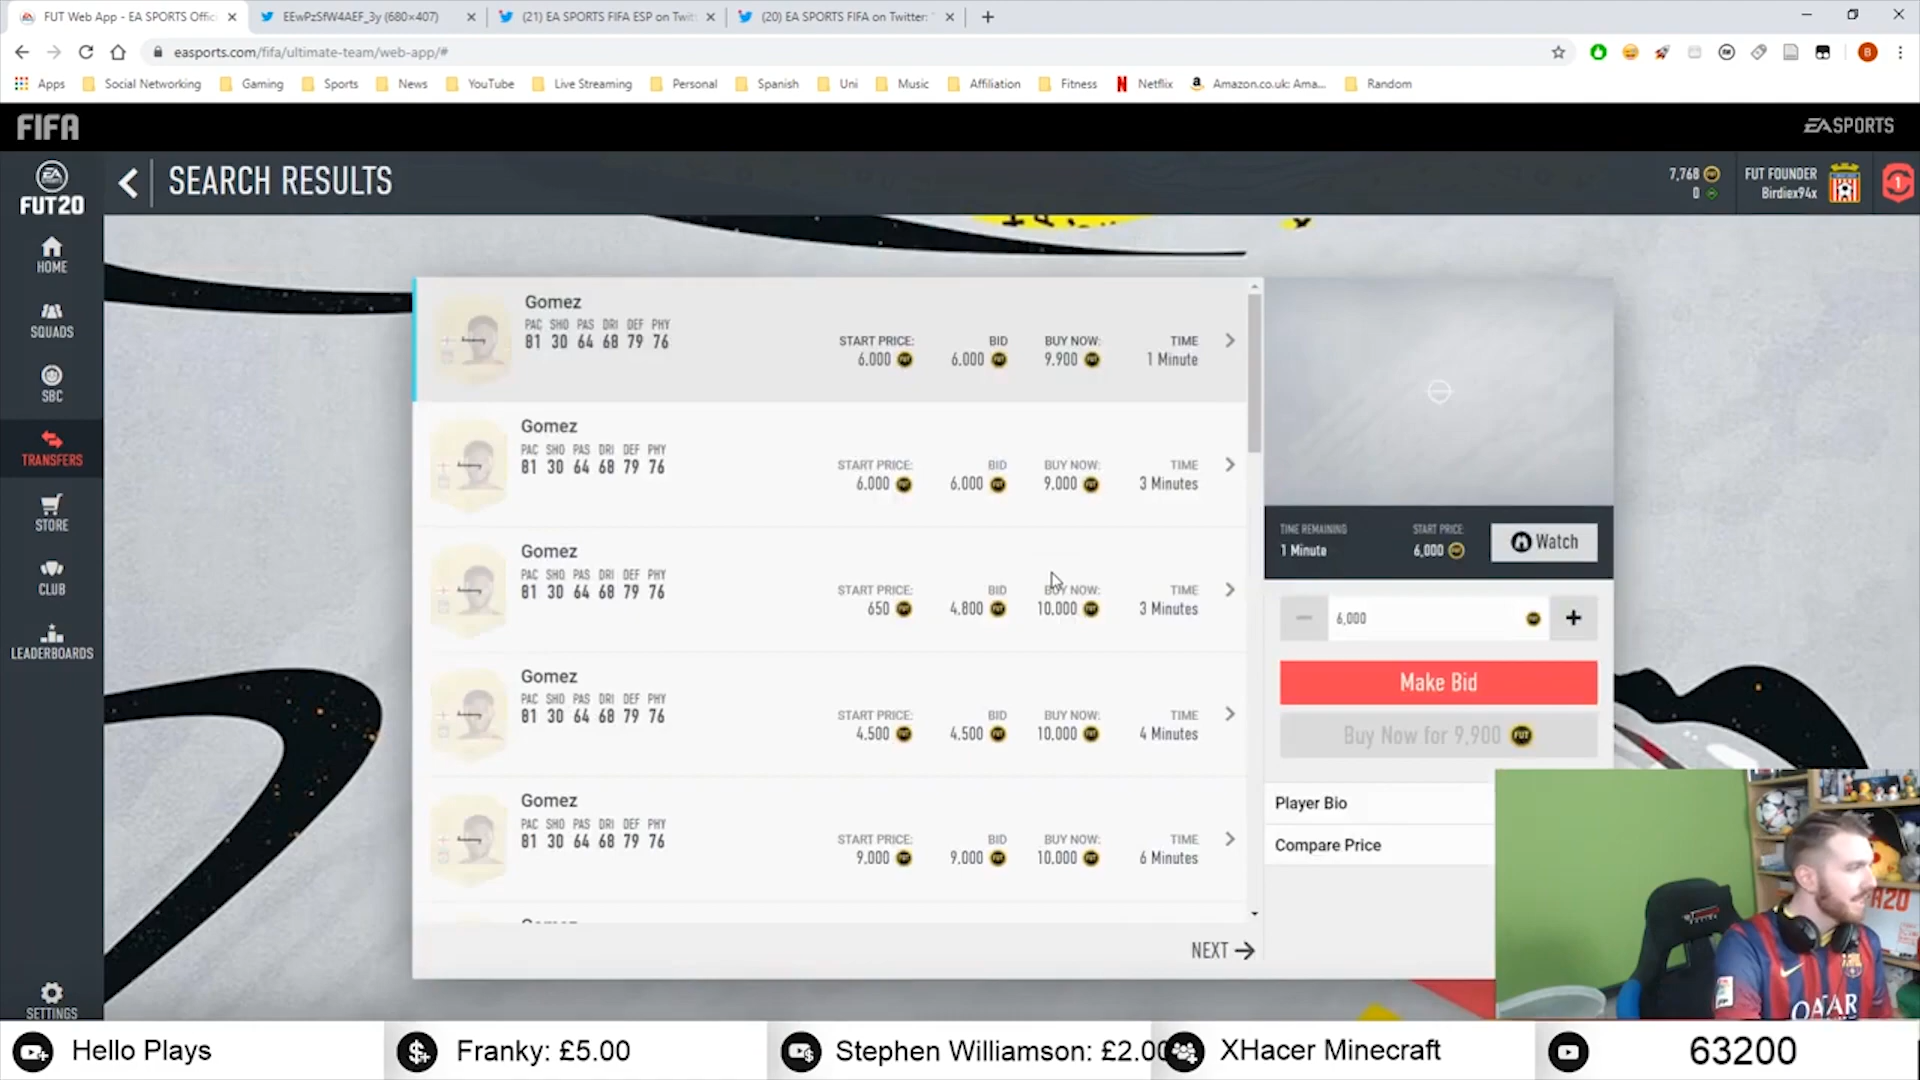 FUT Web App - EA SPORTS Offici
EEwPzSfW4AEF_3y (680×407)
(21) EA SPORTS FIFA ESP on Twit
(20) EA SPORTS FIFA on Twitter: "
easports.com/fifa/ultimate-team/web-app/#
B
Apps
Social Networking
Gaming
Sports
News
YouTube
Live Streaming
Personal
Spanish
Uni
Music
Affiliation
Fitness
Netflix
Amazon.co.uk: Ama...
Random
FIFA
EA SPORTS
FUT20
SEARCH RESULTS
7,768
0
FUT FOUNDER
Birdiex94x
1
HOME
SQUADS
SBC
TRANSFERS
STORE
CLUB
LEADERBOARDS
SETTINGS
Gomez
PAC SHO PAS DRI DEF PHY
81 30 64 68 79 76
START PRICE: BID BUY NOW: TIME
6.000 6.000 9.900 1 Minute
Gomez
PAC SHO PAS DRI DEF PHY
81 30 64 68 79 76
START PRICE: BID BUY NOW: TIME
6.000 6.000 9,000 3 Minutes
Gomez
PAC SHO PAS DRI DEF PHY
81 30 64 68 79 76
START PRICE: BID BUY NOW: TIME
650 4.800 10.000 3 Minutes
Gomez
PAC SHO PAS DRI DEF PHY
81 30 64 68 79 76
START PRICE: BID BUY NOW: TIME
4.500 4.500 10.000 4 Minutes
Gomez
PAC SHO PAS DRI DEF PHY
81 30 64 68 79 76
START PRICE: BID BUY NOW: TIME
9.000 9.000 10.000 6 Minutes
Gomez
NEXT
TIME REMAINING
1 Minute
START PRICE:
6,000
Watch
6,000
Make Bid
Buy Now for 9,900
Player Bio
Compare Price
QATAR
Hello Plays
Franky: £5.00
Stephen Williamson: £2.00
XHacer Minecraft
63200